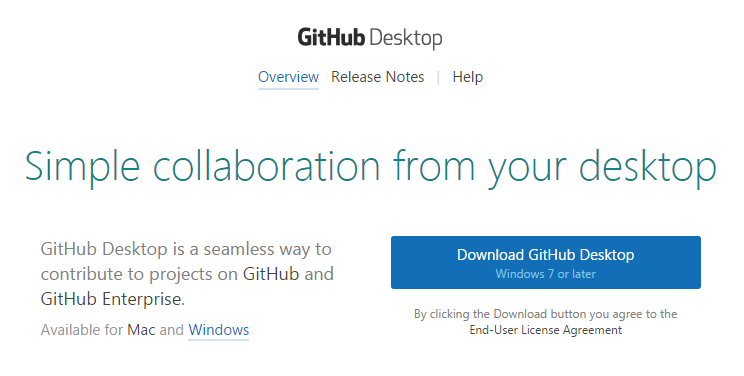 GitHub Desktop
Overview Release Notes | Help
Simple collaboration from your desktop
GitHub Desktop is a seamless way to
contribute to projects on GitHub and
GitHub Enterprise.
Available for Mac and Windows
Download GitHub Desktop
Windows 7 or later
By clicking the Download button you agree to the
End-User License Agreement